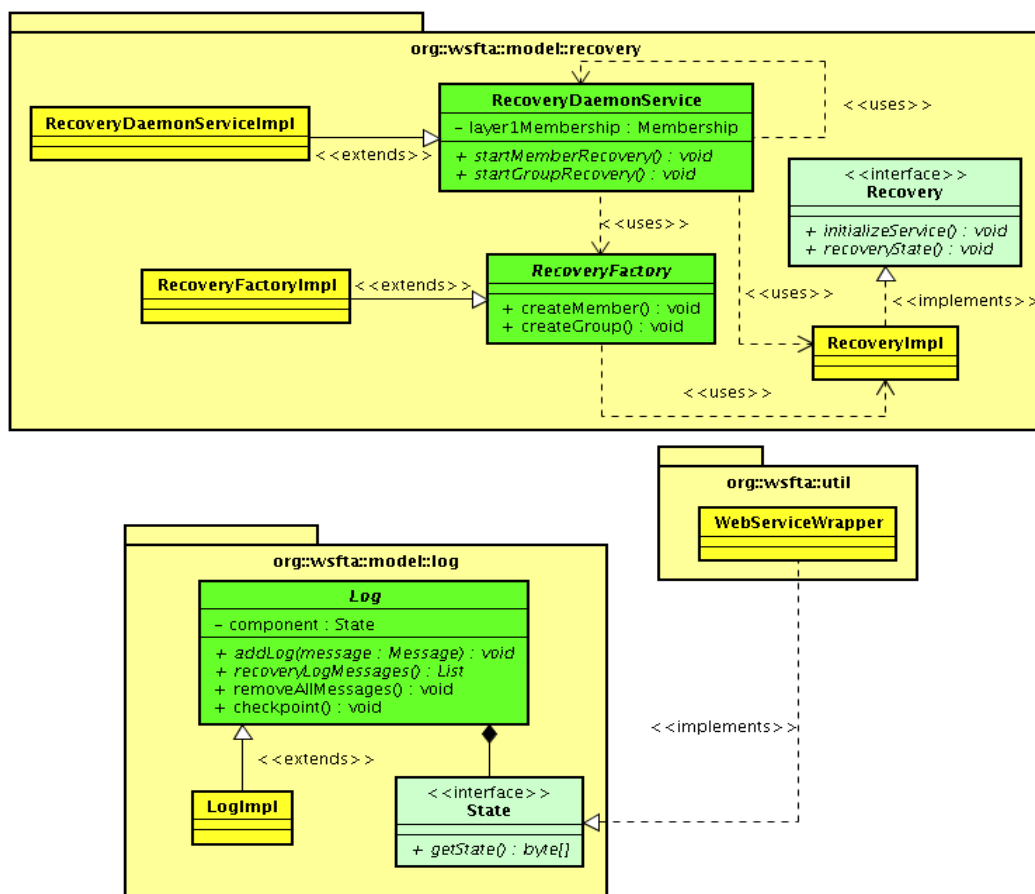 org::wsfta::model::recovery
RecoveryDaemonService
- layer1Membership : Membership
+ startMemberRecovery() : void
+ startGroupRecovery() : void
RecoveryDaemonServiceImpl
<<extends>>
<<uses>>
<<interface>>
Recovery
+ initializeService() : void
+ recoveryState() : void
<<uses>>
RecoveryFactory
+ createMember() : void
+ createGroup() : void
RecoveryFactoryImpl
<<extends>>
<<uses>>
<<implements>>
RecoveryImpl
<<uses>>
org::wsfta::util
WebServiceWrapper
org::wsfta::model::log
Log
- component : State
+ addLog(message : Message) : void
+ recoveryLogMessages() : List
+ removeAllMessages() : void
+ checkpoint() : void
<<implements>>
<<extends>>
LogImpl
<<interface>>
State
+ getState() : byte[]